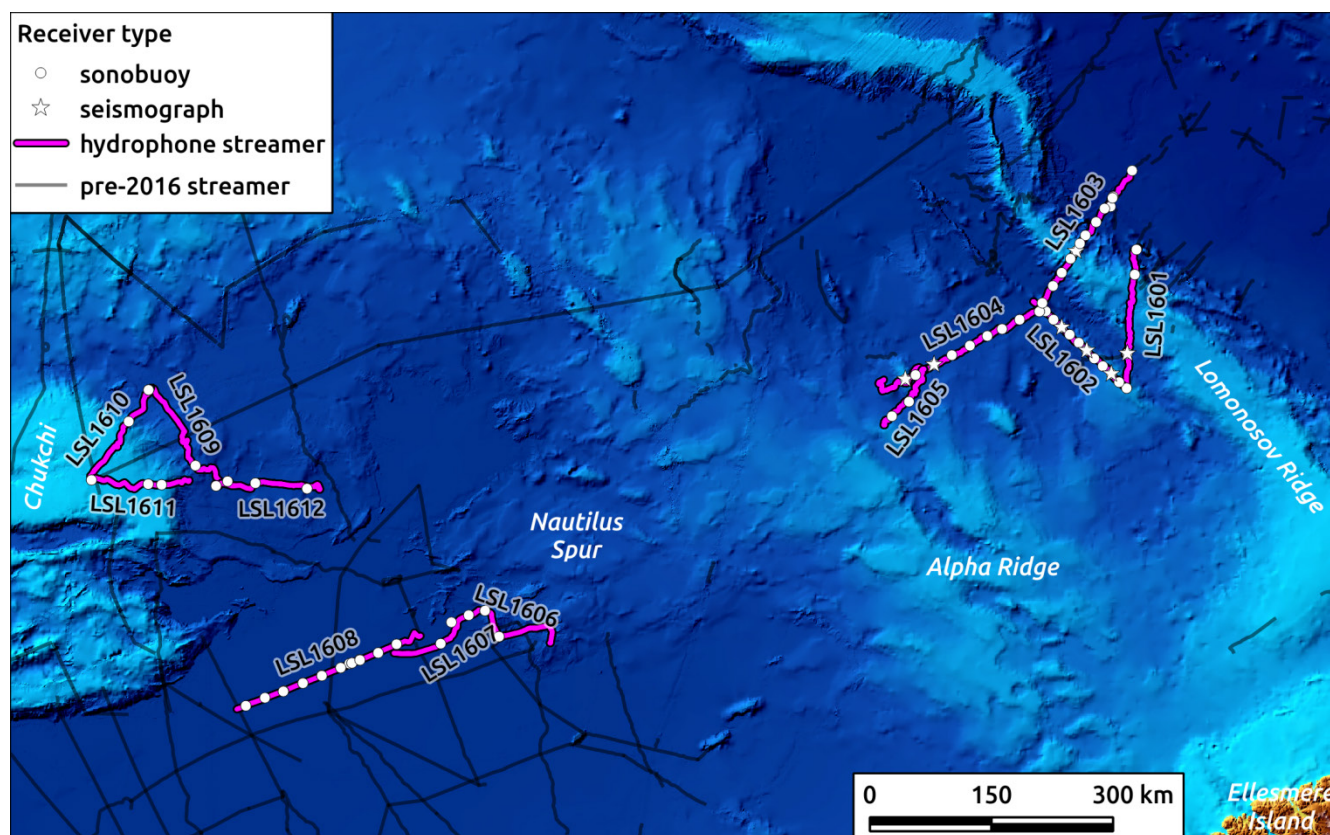 Receiver type
sonobuoy
seismograph
hydrophone streamer
pre-2016 streamer
LSL1603
LSL1601
LSL1604
LSL1602
LSL1605
Lomonosov Ridge
LSL1610
LSL1609
Chukchi
LSL1611
LSL1612
Nautilus
Spur
Alpha Ridge
LSL1606
LSL1607
LSL1608
0 150 300 km
Ellesmere
Island